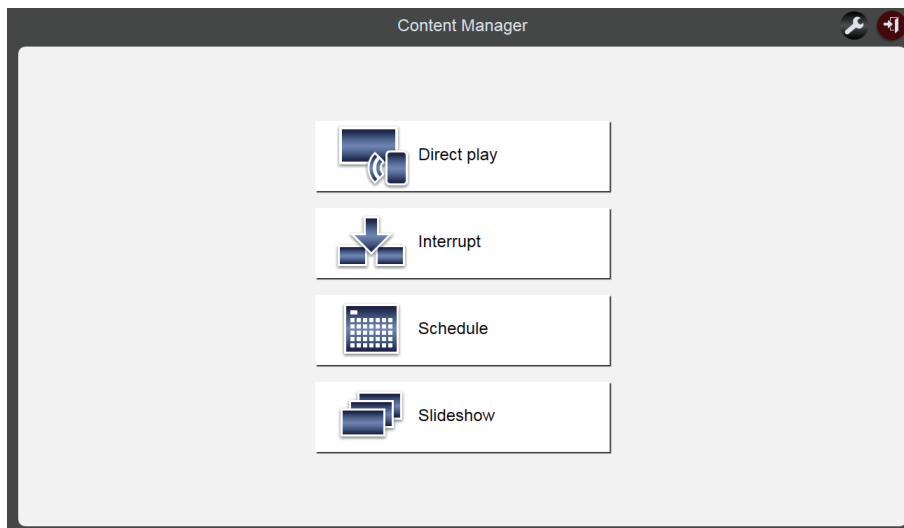 Content Manager
Direct play
Interrupt
Schedule
Slideshow